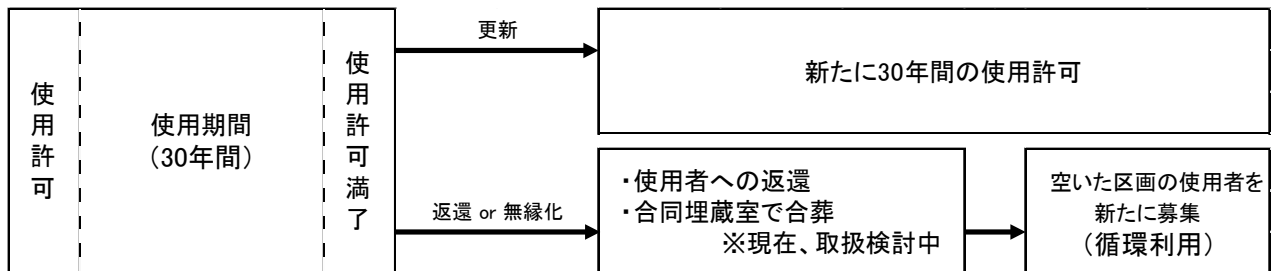 使用許可
使用期間
（30年間）
使用許可満了
更新
新たに30年間の使用許可
返還 or 無縁化
・使用者への返還
・合同埋蔵室で合葬
※現在、取扱検討中
空いた区画の使用者を
新たに募集
（循環利用）